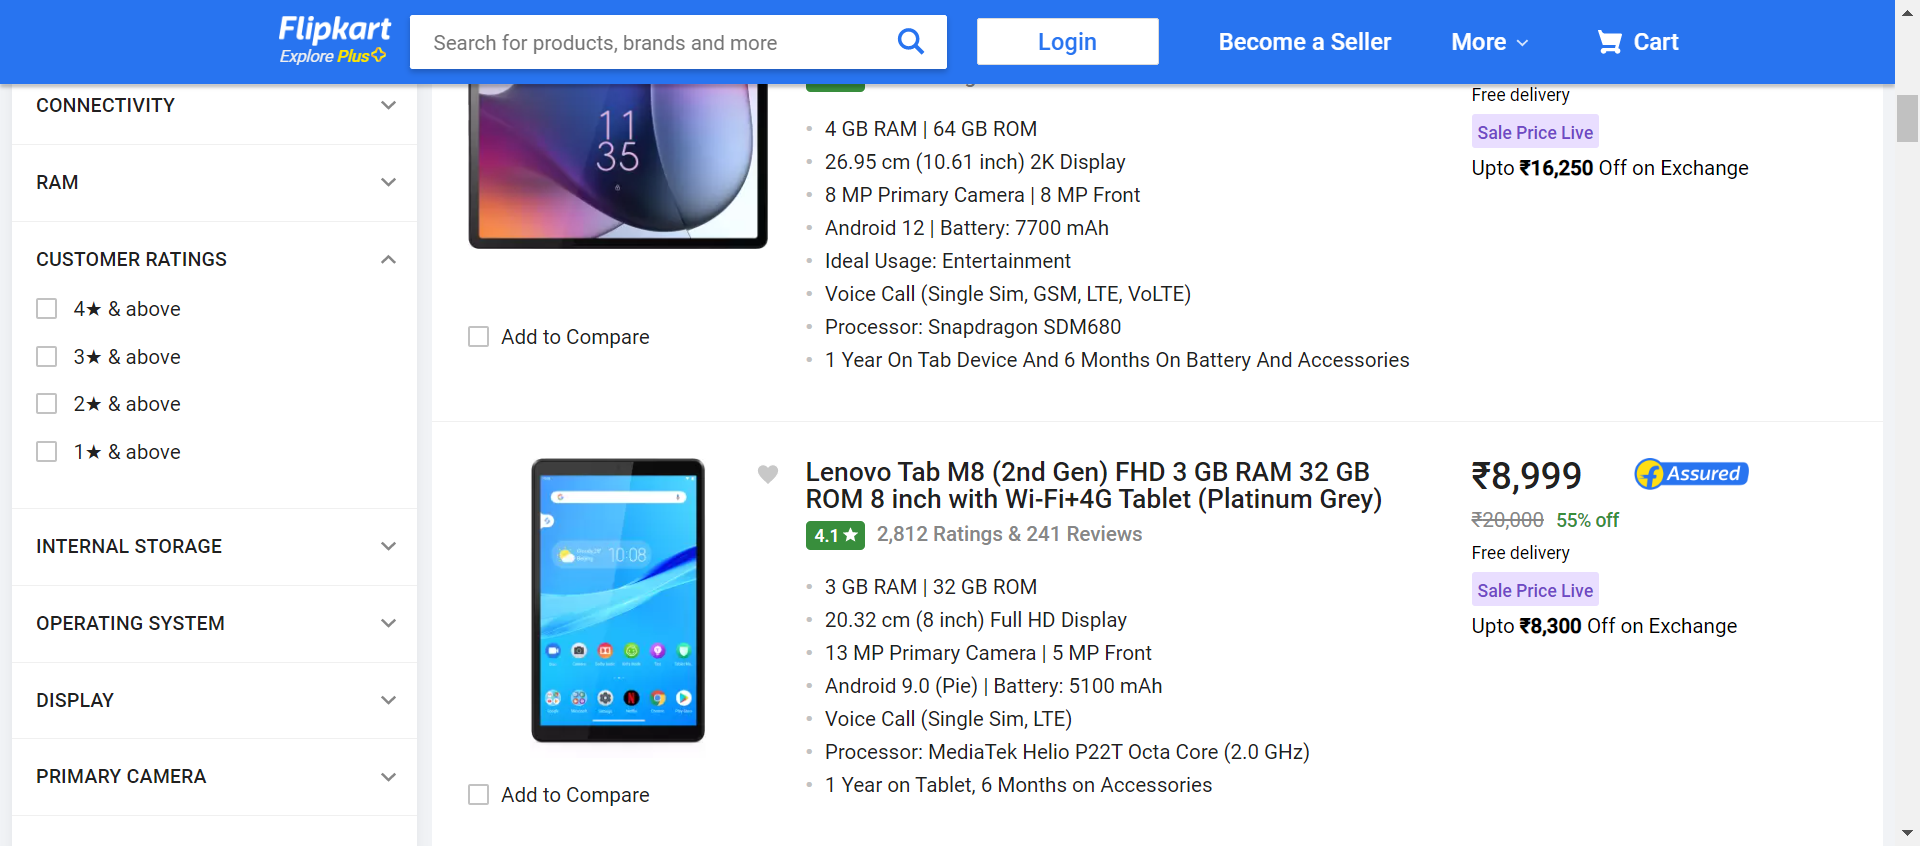 Flipkart
Explore Plus
Search for products, brands and more
Login
Become a Seller
More
Cart
CONNECTIVITY
RAM
CUSTOMER RATINGS
4★ & above
3★ & above
2★ & above
1★ & above
INTERNAL STORAGE
OPERATING SYSTEM
DISPLAY
PRIMARY CAMERA
11
35
Add to Compare
4 GB RAM | 64 GB ROM
26.95 cm (10.61 inch) 2K Display
8 MP Primary Camera | 8 MP Front
Android 12 | Battery: 7700 mAh
Ideal Usage: Entertainment
Voice Call (Single Sim, GSM, LTE, VoLTE)
Processor: Snapdragon SDM680
1 Year On Tab Device And 6 Months On Battery And Accessories
Free delivery
Sale Price Live
Upto ₹16,250 Off on Exchange
10:08
Add to Compare
Lenovo Tab M8 (2nd Gen) FHD 3 GB RAM 32 GB
ROM 8 inch with Wi-Fi+4G Tablet (Platinum Grey)
4.1★ 2,812 Ratings & 241 Reviews
3 GB RAM | 32 GB ROM
20.32 cm (8 inch) Full HD Display
13 MP Primary Camera | 5 MP Front
Android 9.0 (Pie) | Battery: 5100 mAh
Voice Call (Single Sim, LTE)
Processor: MediaTek Helio P22T Octa Core (2.0 GHz)
1 Year on Tablet, 6 Months on Accessories
₹8,999
Assured
₹20,000 55% off
Free delivery
Sale Price Live
Upto ₹8,300 Off on Exchange